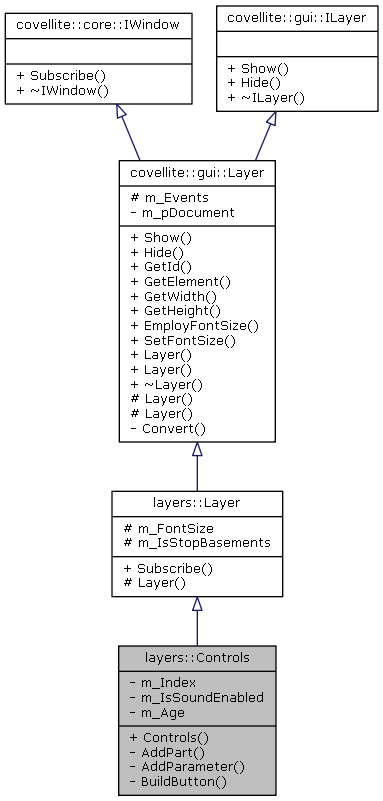 covellite::core::IWindow
+ Subscribe()
+ ~IWindow()
covellite::gui::ILayer
+ Show()
+ Hide()
+ ~ILayer()
covellite::gui::Layer
# m_Events
- m_pDocument
+ Show()
+ Hide()
+ GetId()
+ GetElement()
+ GetWidth()
+ GetHeight()
+ EmployFontSize()
+ SetFontSize()
+ Layer()
+ Layer()
+ ~Layer()
# Layer()
# Layer()
- Convert()
layers::Layer
# m_FontSize
# m_IsStopBasements
+ Subscribe()
# Layer()
layers::Controls
- m_Index
- m_IsSoundEnabled
- m_Age
+ Controls()
- AddPart()
- AddParameter()
- BuildButton()